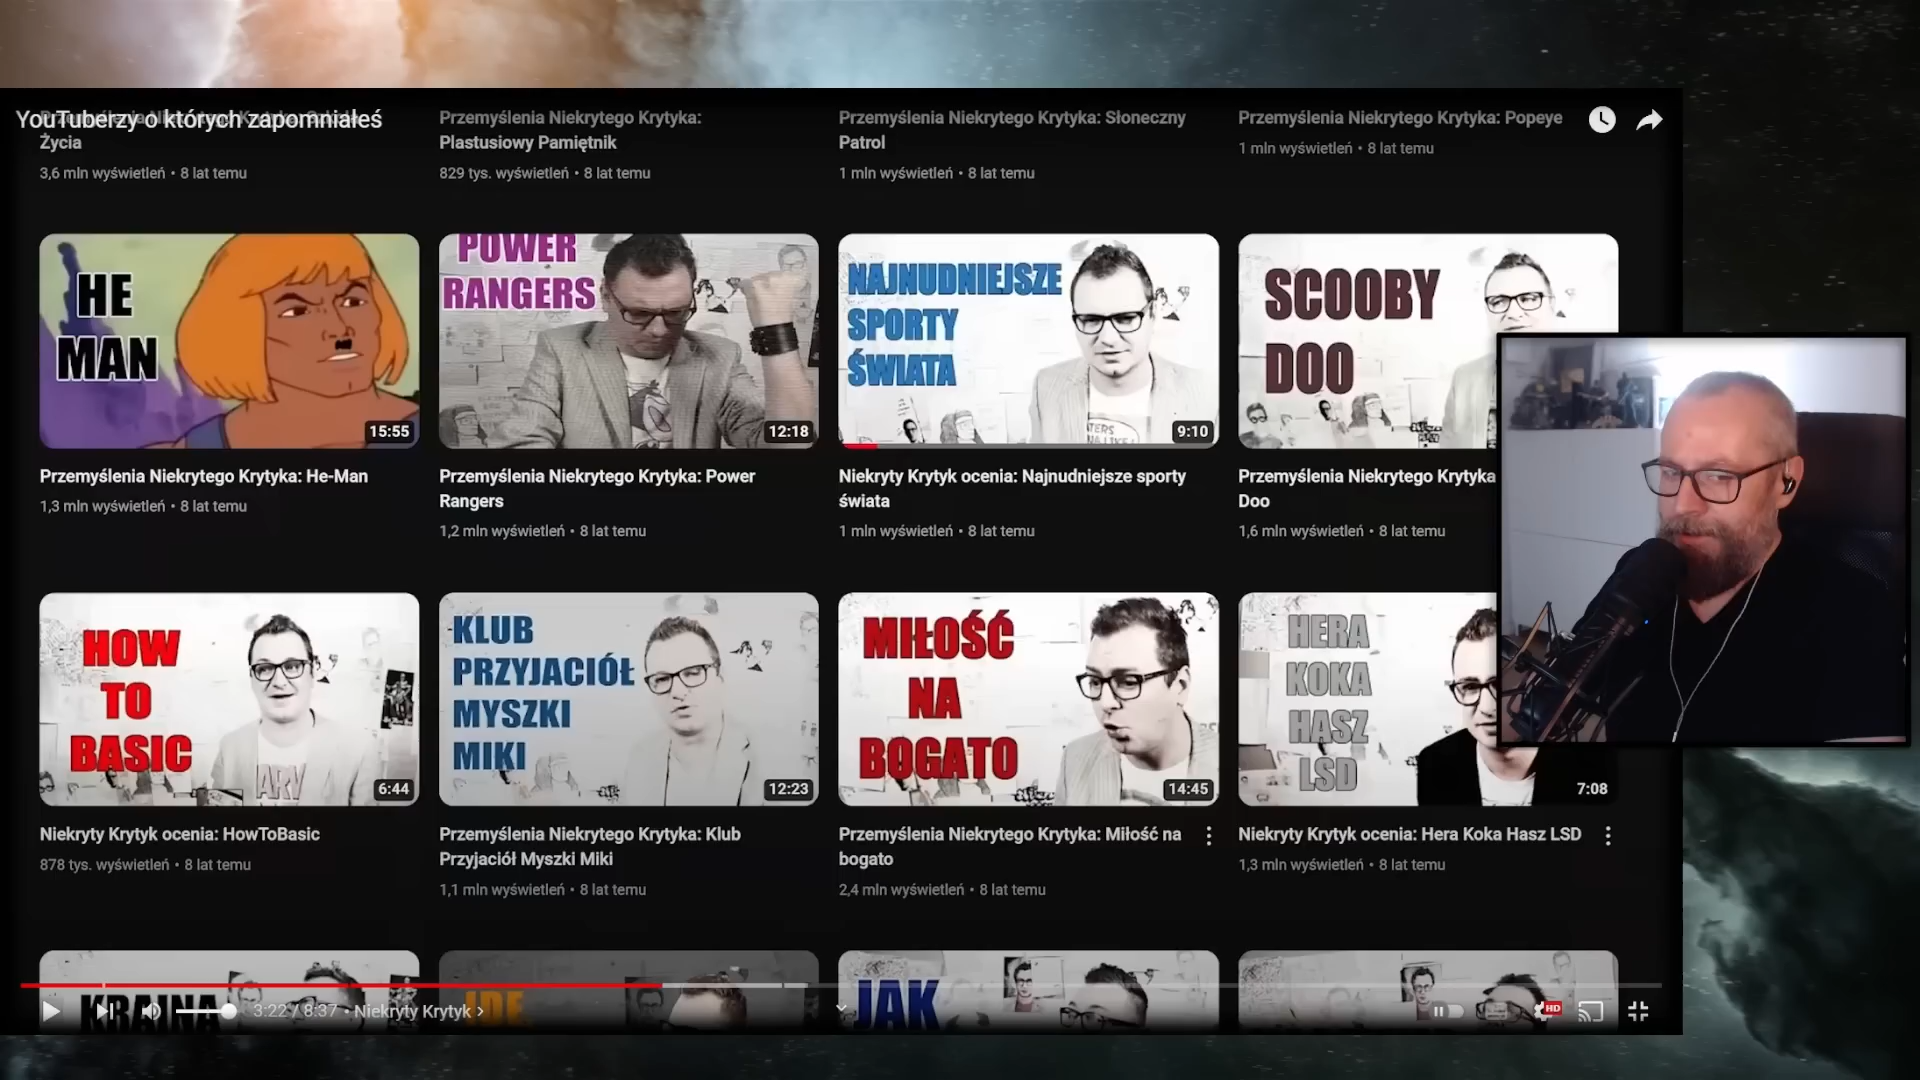 YouTuberzy o których zapomniałeś
Życia
3,6 mln wyświetleń • 8 lat temu
Przemyślenia Niekrytego Krytyka:
Plastusiowy Pamiętnik
829 tys. wyświetleń • 8 lat temu
Przemyślenia Niekrytego Krytyka: Słoneczny
Patrol
1 mln wyświetleń • 8 lat temu
Przemyślenia Niekrytego Krytyka: Popeye
1 mln wyświetleń • 8 lat temu
HE
MAN
15:55
POWER
RANGERS
12:18
NAJNUDNIEJSZE
SPORTY
ŚWIATA
9:10
SCOOBY
DOO
Przemyślenia Niekrytego Krytyka: He-Man
1,3 mln wyświetleń • 8 lat temu
Przemyślenia Niekrytego Krytyka: Power
Rangers
1,2 mln wyświetleń • 8 lat temu
Niekryty Krytyk ocenia: Najnudniejsze sporty
świata
1 mln wyświetleń • 8 lat temu
Przemyślenia Niekrytego Krytyka
Doo
1,6 mln wyświetleń • 8 lat temu
HOW
TO
BASIC
6:44
KLUB
PRZYJACIÓŁ
MYSZKI
MIKI
12:23
MIŁOŚĆ
NA
BOGATO
14:45
HERA
KOKA
HASZ
LSD
7:08
Niekryty Krytyk ocenia: HowToBasic
878 tys. wyświetleń • 8 lat temu
Przemyślenia Niekrytego Krytyka: Klub
Przyjaciół Myszki Miki
1,1 mln wyświetleń • 8 lat temu
Przemyślenia Niekrytego Krytyka: Miłość na
bogato
2,4 mln wyświetleń • 8 lat temu
Niekryty Krytyk ocenia: Hera Koka Hasz LSD
1,3 mln wyświetleń • 8 lat temu
KRAINA
IDĘ
JAK
3:22 / 8:37 • Niekryty Krytyk
HD